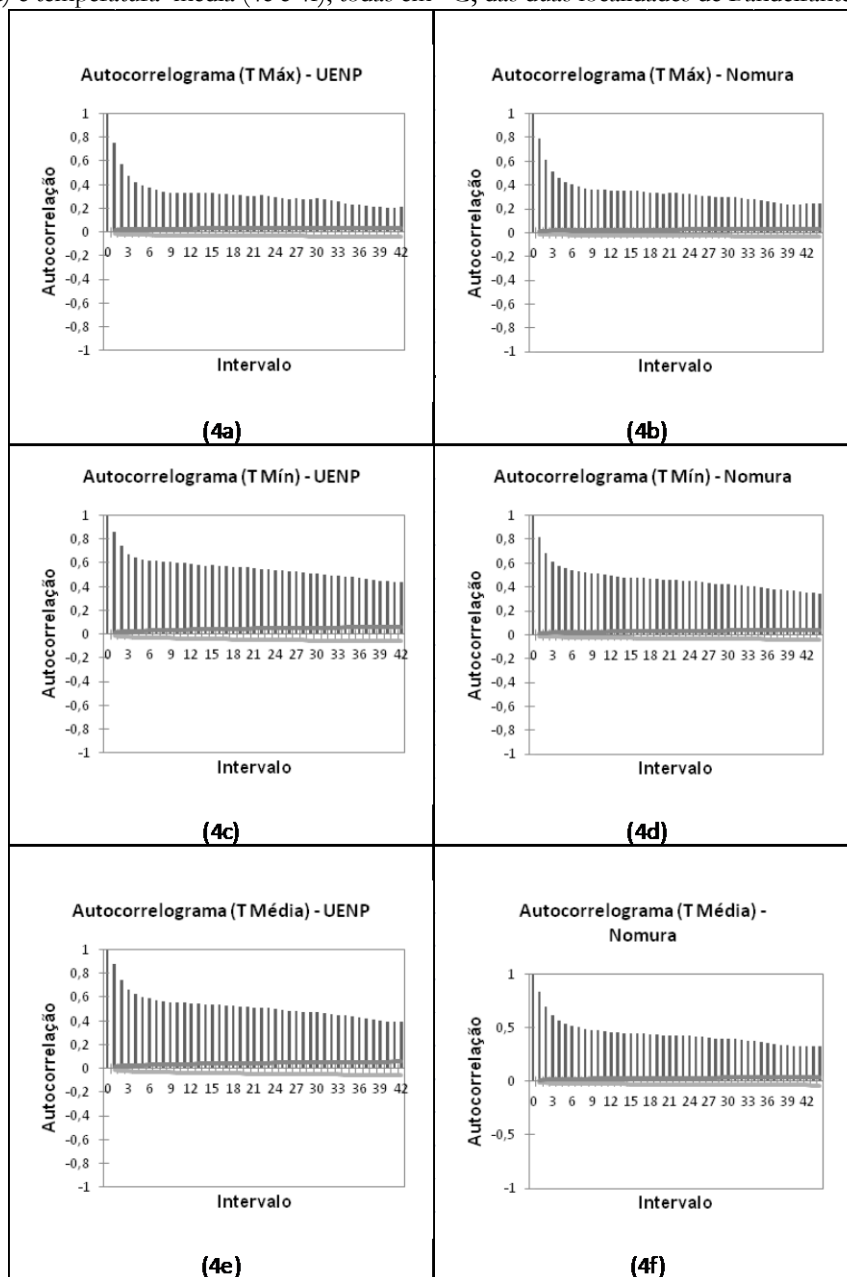 e temperatura média (4e e 4f), todas em °C, das duas localidades de
Autocorrelograma (T Máx) - UENP
Autocorrelação
1
0,8
0,6
0,4
0,2
0
-0,2
-0,4
-0,6
-0,8
-1
0 3 6 9 12 15 18 21 24 27 30 33 36 39 42
Intervalo
(4a)
Autocorrelograma (T Máx) - Nomura
Autocorrelação
1
0,8
0,6
0,4
0,2
0
-0,2
-0,4
-0,6
-0,8
-1
0 3 6 9 12 15 18 21 24 27 30 33 36 39 42
Intervalo
(4b)
Autocorrelograma (T Mín) - UENP
Autocorrelação
1
0,8
0,6
0,4
0,2
0
-0,2
-0,4
-0,6
-0,8
-1
0 3 6 9 12 15 18 21 24 27 30 33 36 39 42
Intervalo
(4c)
Autocorrelograma (T Mín) - Nomura
Autocorrelação
1
0,8
0,6
0,4
0,2
0
-0,2
-0,4
-0,6
-0,8
-1
0 3 6 9 12 15 18 21 24 27 30 33 36 39 42
Intervalo
(4d)
Autocorrelograma (T Média) - UENP
Autocorrelação
1
0,8
0,6
0,4
0,2
0
-0,2
-0,4
-0,6
-0,8
-1
0 3 6 9 12 15 18 21 24 27 30 33 36 39 42
Intervalo
(4e)
Autocorrelograma (T Média) -
Nomura
Autocorrelação
1
0,5
0
-0,5
-1
0 3 6 9 12 15 18 21 24 27 30 33 36 39 42
Intervalo
(4f)